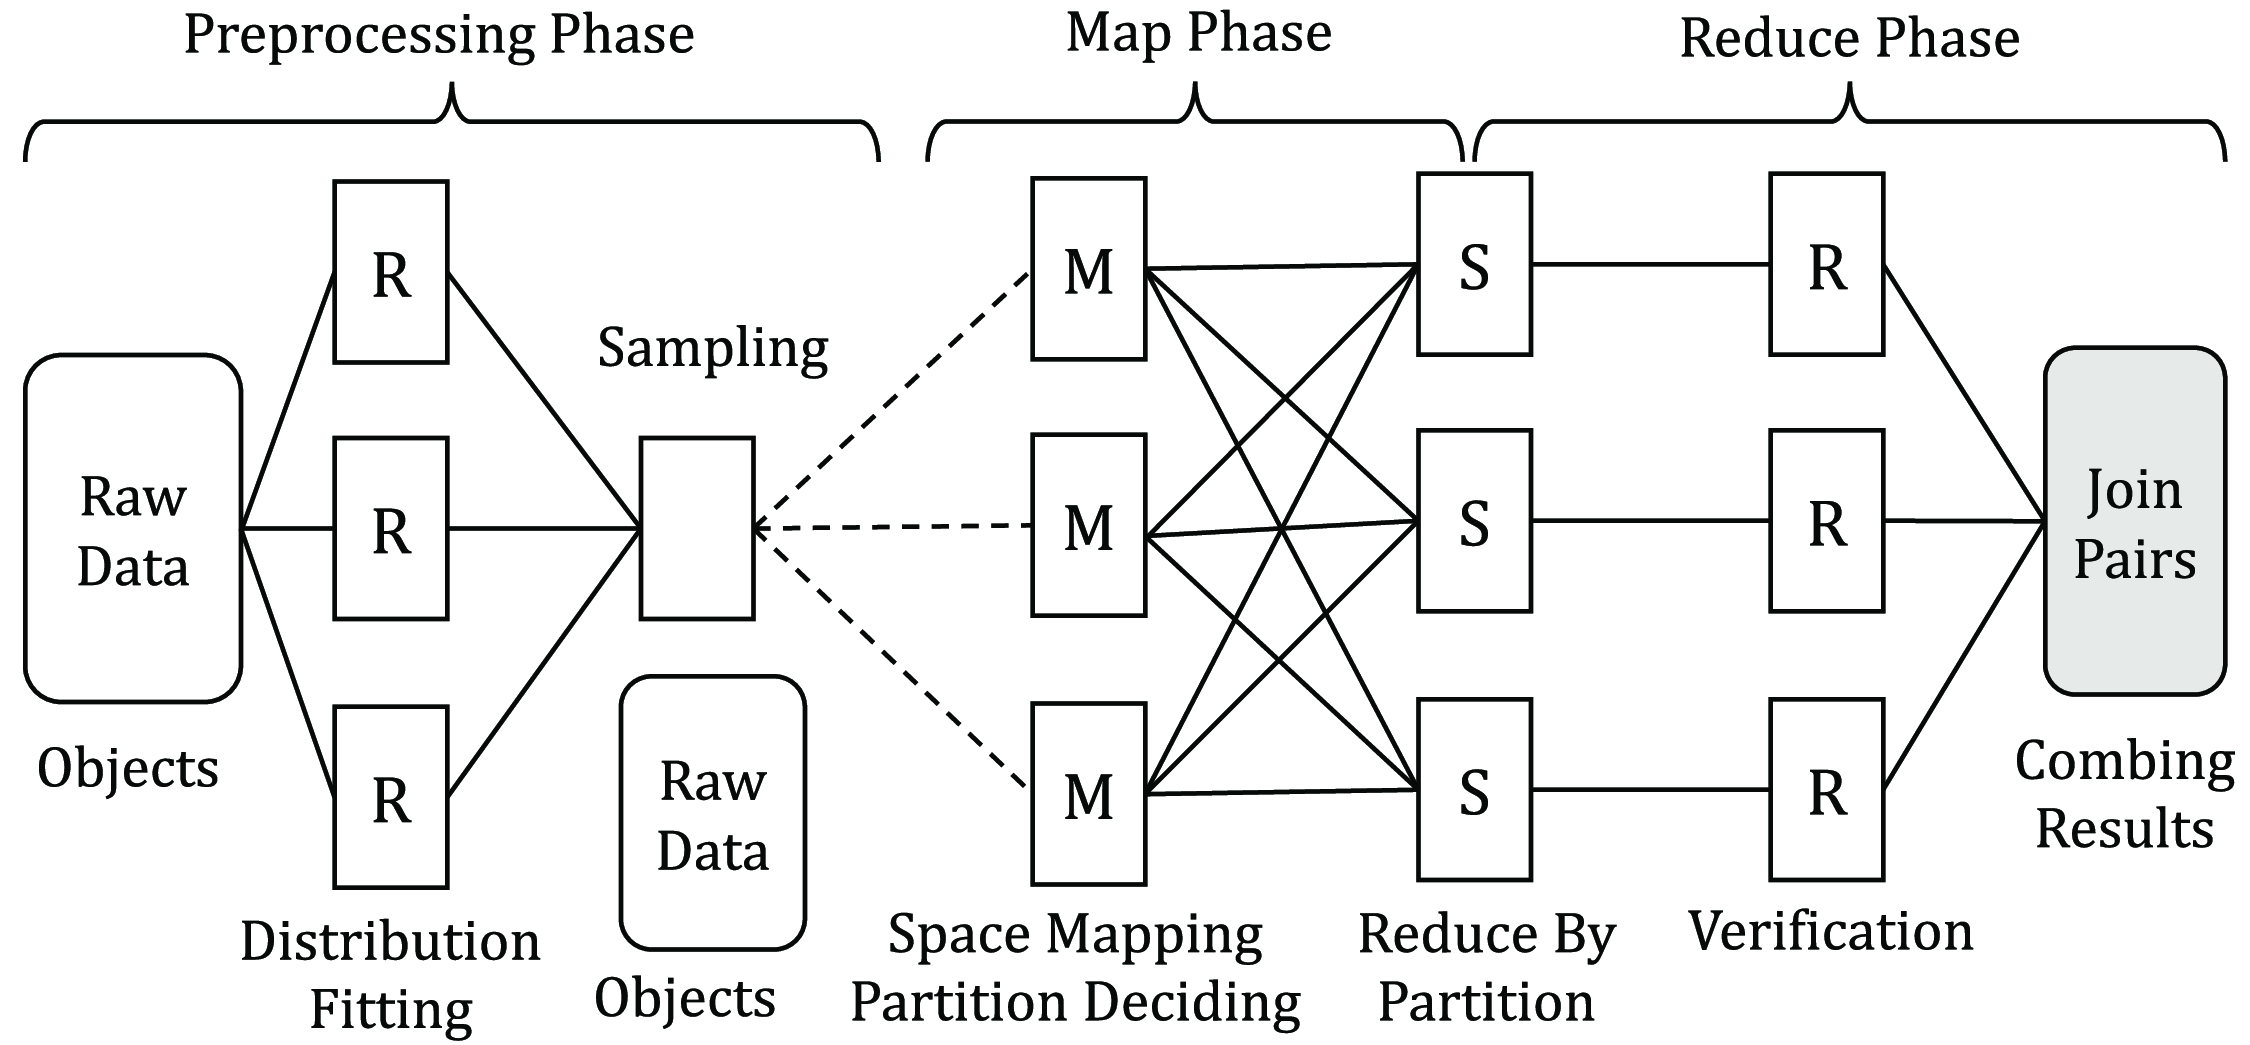 Preprocessing Phase
Map Phase
Reduce Phase
R
M
S
R
Sampling
Raw
Data
R
M
S
R
Join
Pairs
Objects
R
Raw
Data
M
S
R
Combing
Results
Distribution
Fitting
Objects
Space Mapping
Partition Deciding
Reduce By
Partition
Verification